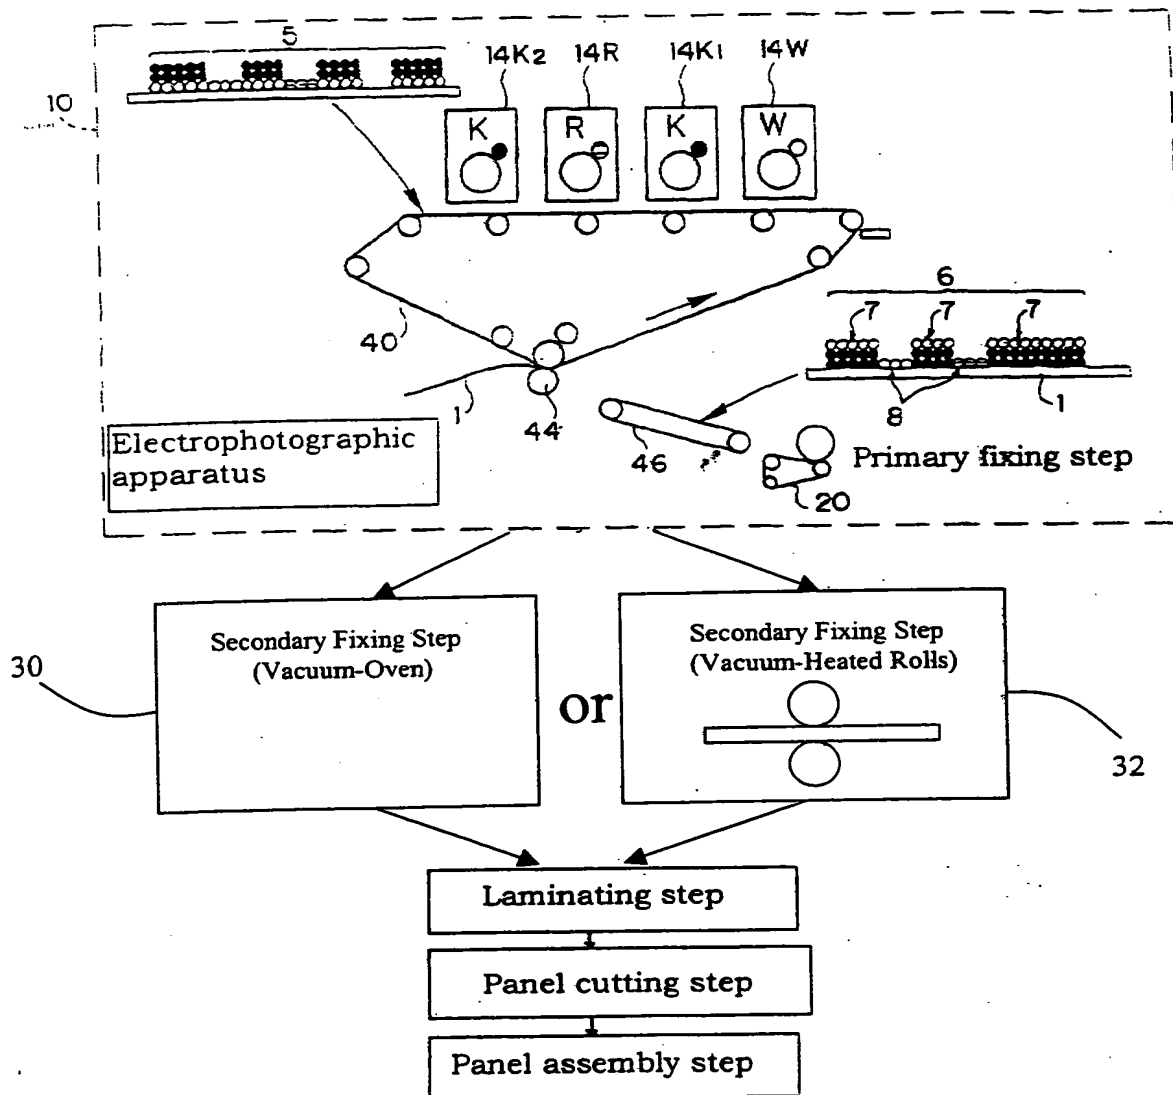 5
14K2 14R 14K1 14W
10
K R K W
6
7 7 7
40
1 44
8 1
46
Electrophotographic
apparatus
Primary fixing step
20
Secondary Fixing Step
(Vacuum-Oven)
30
or
Secondary Fixing Step
(Vacuum-Heated Rolls)
32
Laminating step
Panel cutting step
Panel assembly step